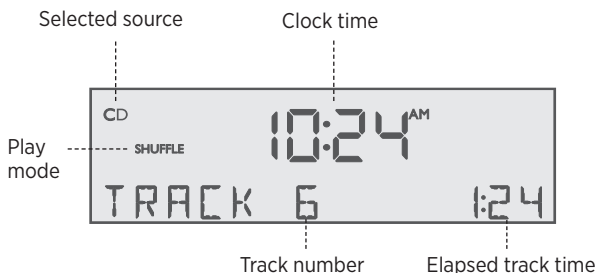 Selected source Clock time
CD 10:24 AM
Play
mode
SHUFFLE
TRACK 6 1:24
Track number Elapsed track time